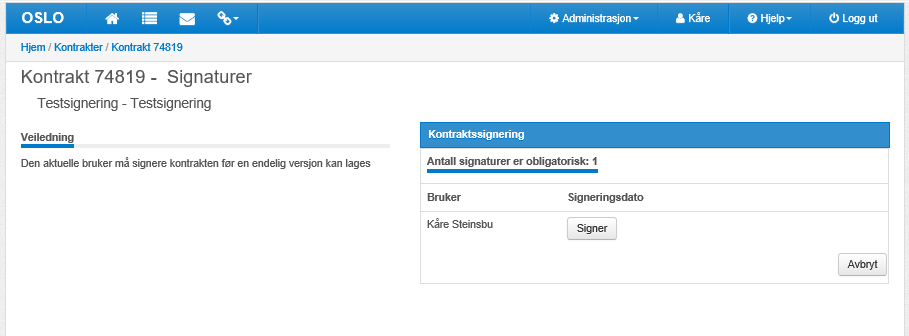 OSLO Administrasjon Kåre Hjelp Logg ut
Hjem / Kontrakter / Kontrakt 74819
Kontrakt 74819 - Signaturer
Testsignering - Testsignering
Veiledning
Den aktuelle bruker må signere kontrakten før en endelig versjon kan lages
Kontraktssignering
Antall signaturer er obligatorisk: 1
Bruker Signeringsdato
Kåre Steinsbu Signer
Avbryt